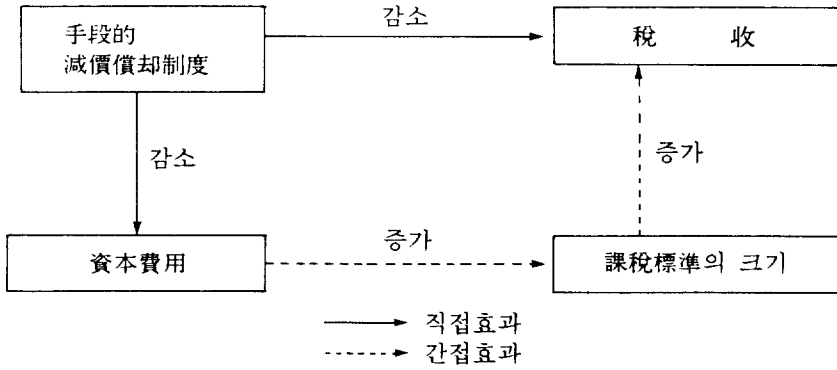 감소
手段的
減價償却制度
稅 收
감소
증가
資本費用
증가
課稅標準의 크기
직접효과
간접효과